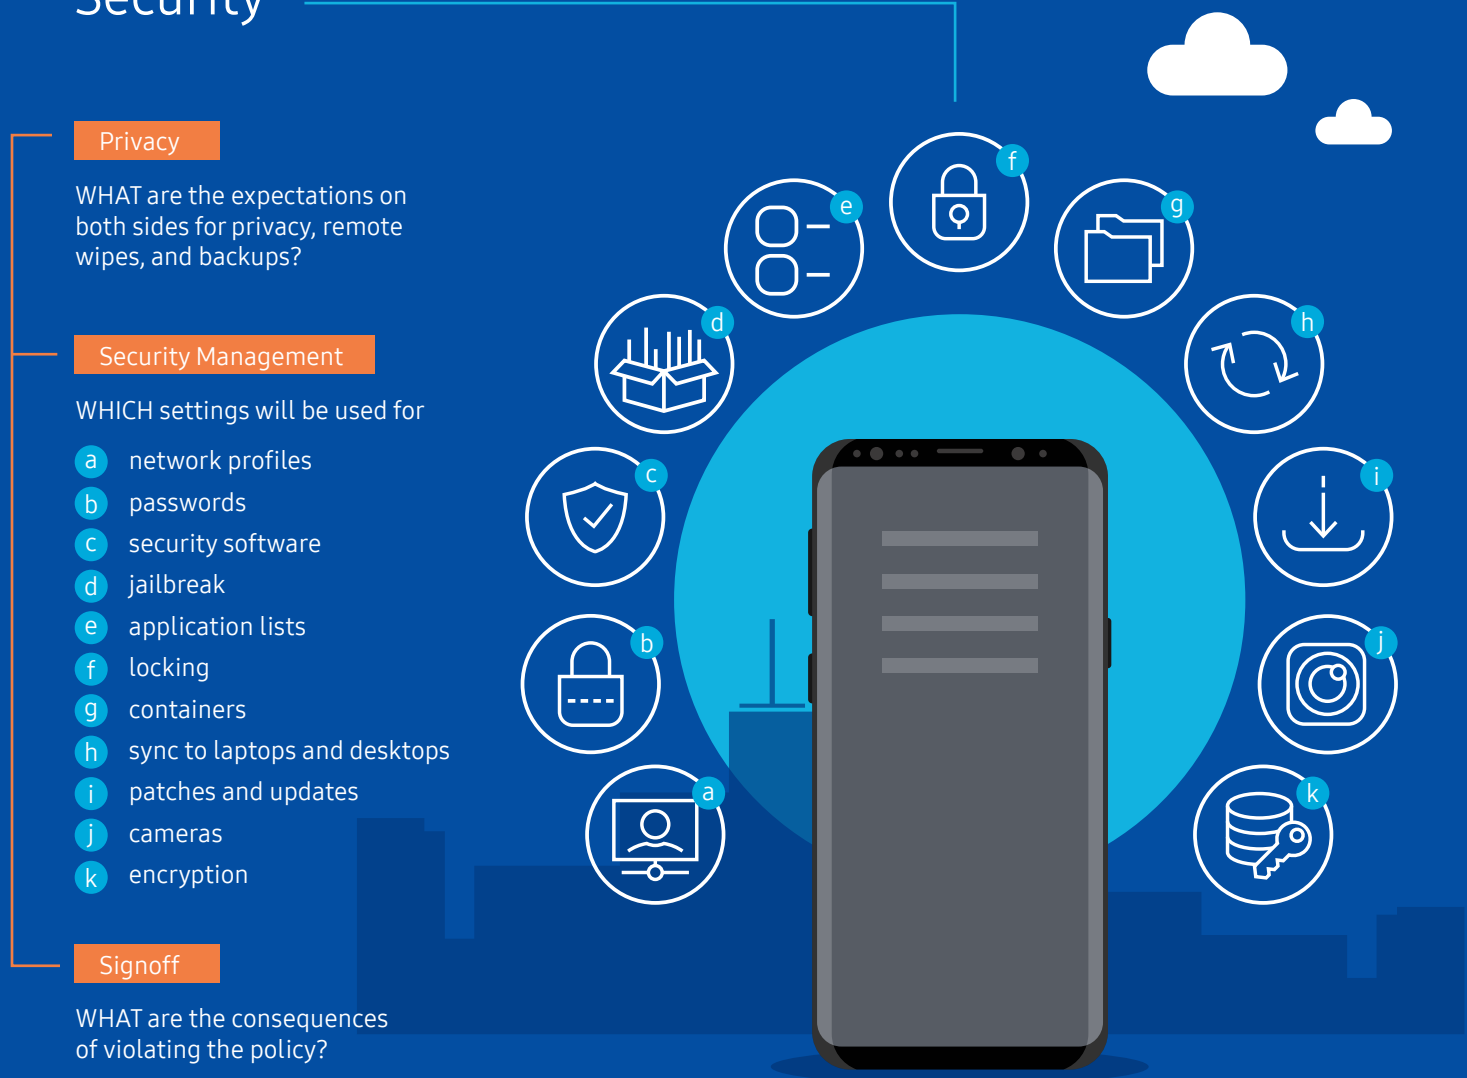 Security
Privacy
WHAT are the expectations on
both sides for privacy, remote
wipes, and backups?
Security Management
WHICH settings will be used for
a network profiles
b passwords
c security software
d jailbreak
e application lists
f locking
g containers
h sync to laptops and desktops
i patches and updates
j cameras
k encryption
Signoff
WHAT are the consequences
of violating the policy?
f
e
g
d
h
c
i
b
j
a
k